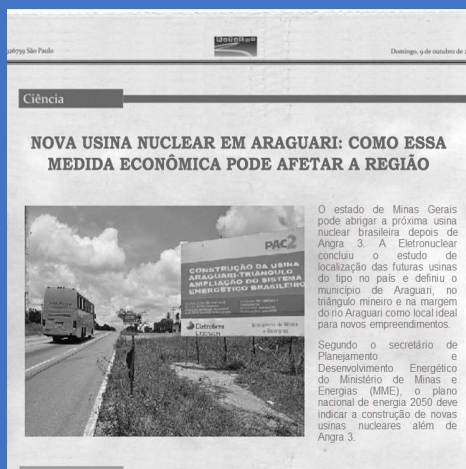 São Paulo
Domingo, 9 de outubro de
Ciência
NOVA USINA NUCLEAR EM ARAGUARI: COMO ESSA
MEDIDA ECONÔMICA PODE AFETAR A REGIÃO
PAC2
CONSTRUÇÃO DA USINA
ARAGUARI-TRIÂNGULO
AMPLIAÇÃO DO SISTEMA
ENERGÉTICO BRASILEIRO
O estado de Minas Gerais
pode abrigar a próxima usina
nuclear brasileira depois de
Angra 3. A Eletronuclear
concluiu o estudo de
localização das futuras usinas
do tipo no país e definiu o
município de Araguari, no
triângulo mineiro e na margem
do rio Araguari como local ideal
para novos empreendimentos.
Segundo o secretário de
Planejamento e
Desenvolvimento Energético
do Ministério de Minas e
Energias (MME), o plano
nacional de energia 2050 deve
indicar a construção de novas
usinas nucleares além de
Angra 3.